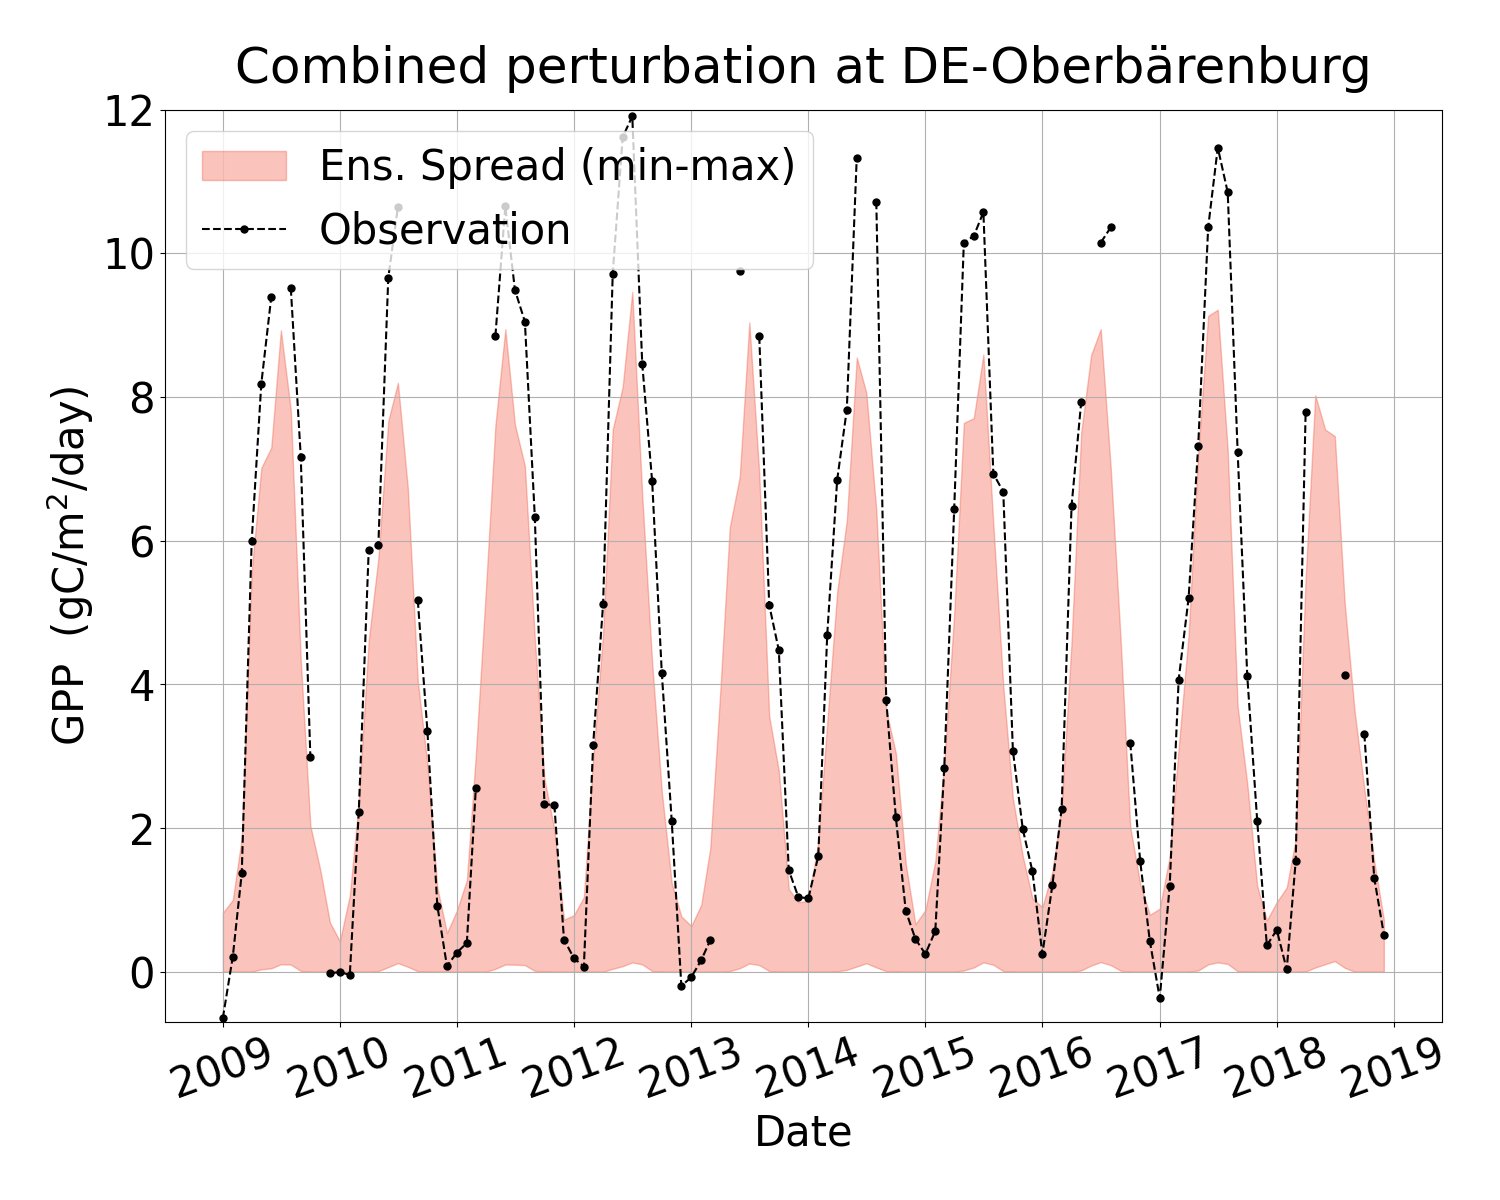 Combined perturbation at DE-Oberbärenburg
12
10
8
6
4
2
0
GPP (gC/m²/day)
Ens. Spread (min-max)
Observation
2009 2010 2011 2012 2013 2014 2015 2016 2017 2018 2019
Date